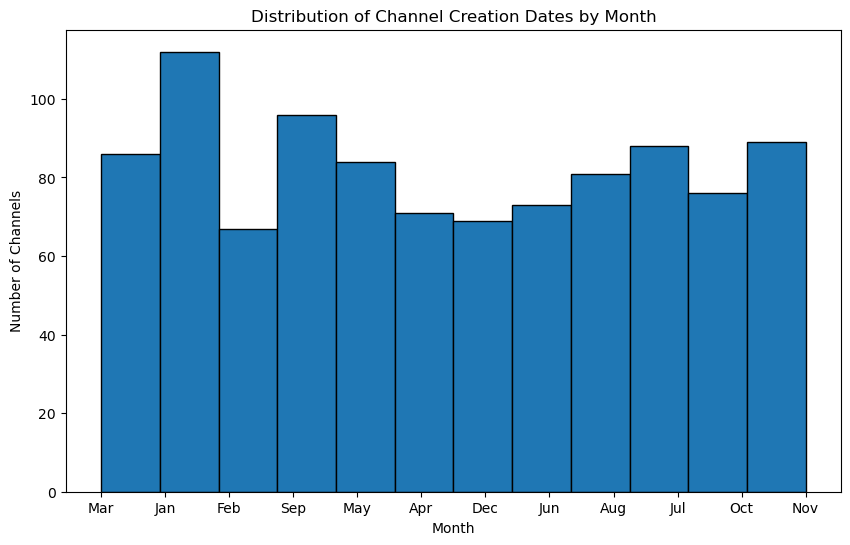 Distribution of Channel Creation Dates by Month
Number of Channels
100
80
60
40
20
0
Mar Jan Feb Sep May Apr Dec Jun Aug Jul Oct Nov
Month